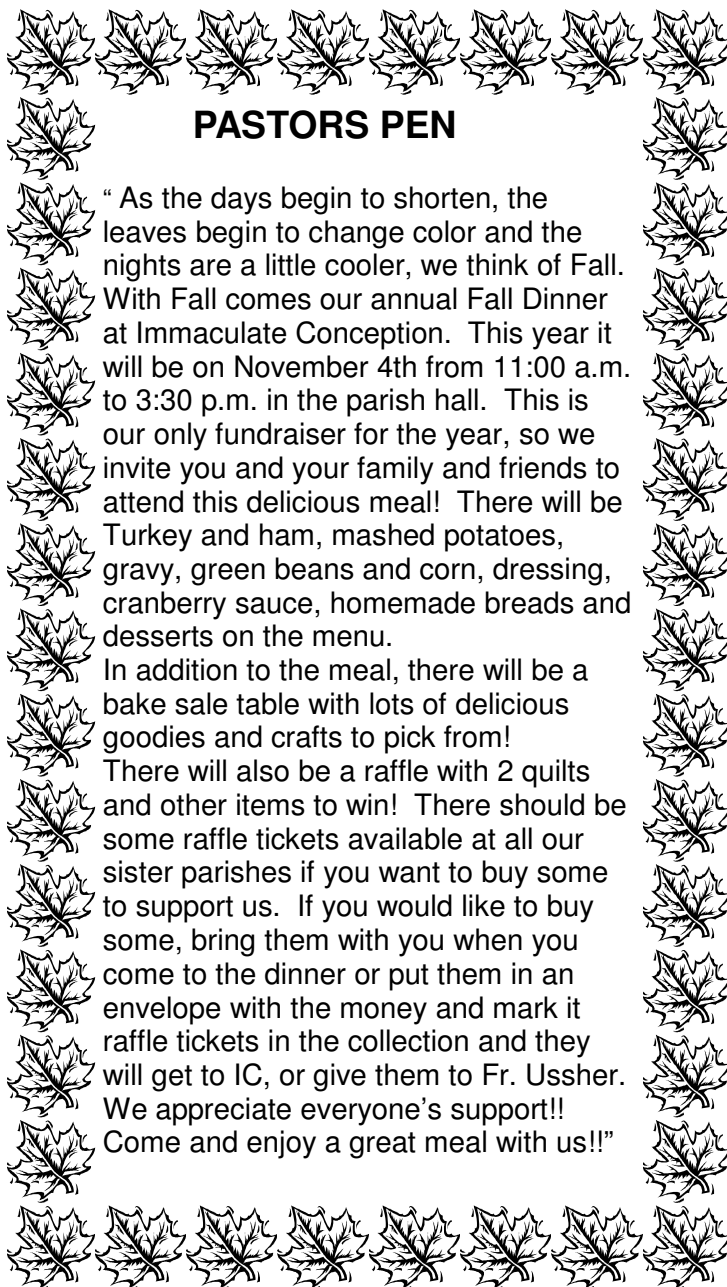 PASTORS PEN
“ As the days begin to shorten, the
leaves begin to change color and the
nights are a little cooler, we think of Fall.
With Fall comes our annual Fall Dinner
at Immaculate Conception.  This year it
will be on November 4th from 11:00 a.m.
to 3:30 p.m. in the parish hall.  This is
our only fundraiser for the year, so we
invite you and your family and friends to
attend this delicious meal!  There will be
Turkey and ham, mashed potatoes,
gravy, green beans and corn, dressing,
cranberry sauce, homemade breads and
desserts on the menu.
In addition to the meal, there will be a
bake sale table with lots of delicious
goodies and crafts to pick from!
There will also be a raffle with 2 quilts
and other items to win!  There should be
some raffle tickets available at all our
sister parishes if you want to buy some
to support us.  If you would like to buy
some, bring them with you when you
come to the dinner or put them in an
envelope with the money and mark it
raffle tickets in the collection and they
will get to IC, or give them to Fr. Ussher.
We appreciate everyone’s support!!
Come and enjoy a great meal with us!!”